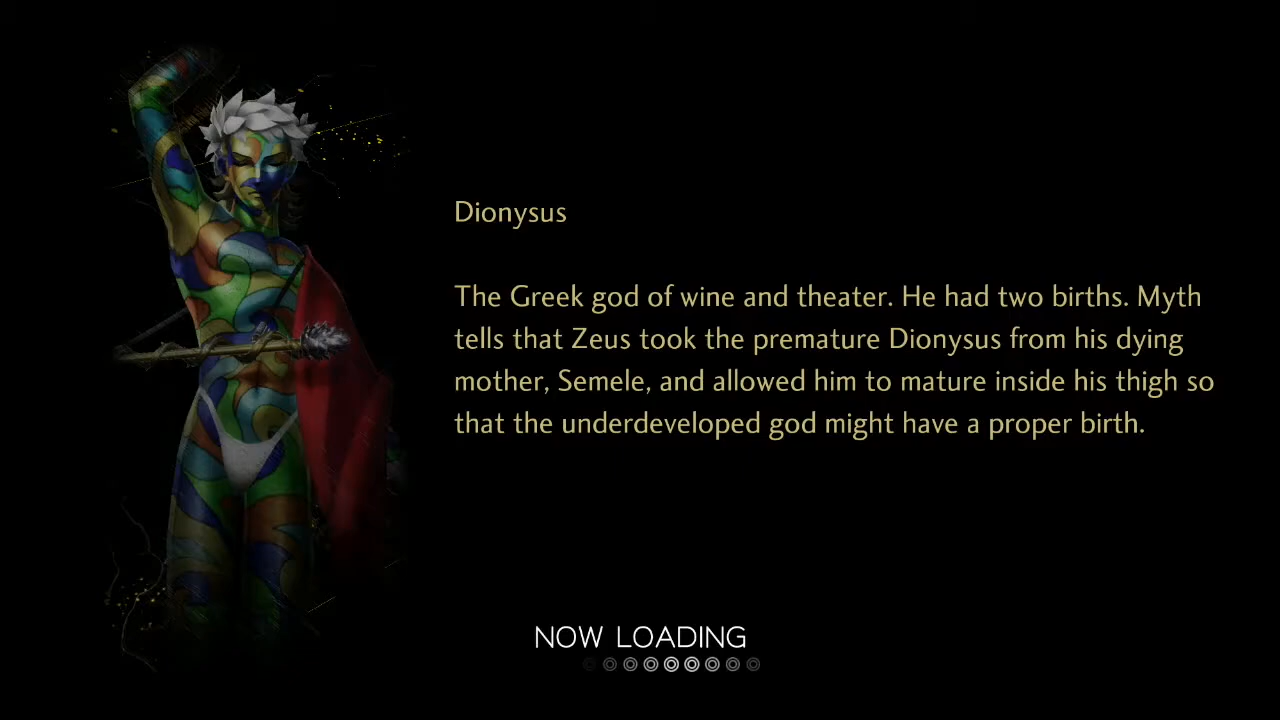 Dionysus
The Greek god of wine and theater. He had two births. Myth
tells that Zeus took the premature Dionysus from his dying
mother, Semele, and allowed him to mature inside his thigh so
that the underdeveloped god might have a proper birth.
NOW LOADING